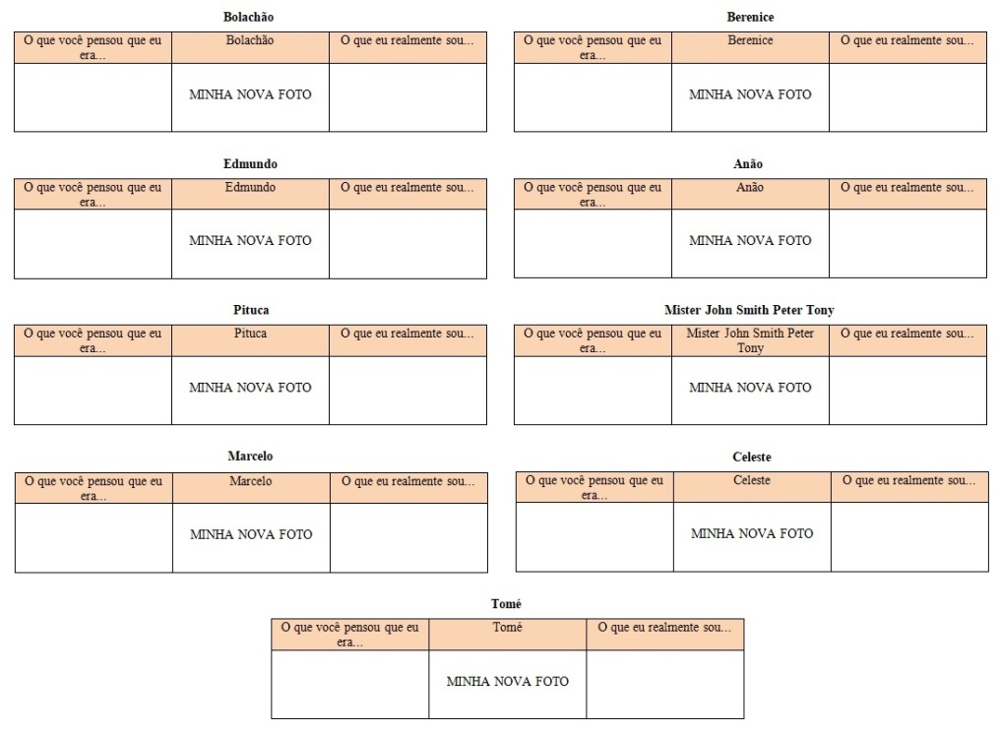 Bolachão
O que você pensou que eu
era...
Bolachão
O que eu realmente sou...
MINHA NOVA FOTO
Berenice
O que você pensou que eu
era...
Berenice
O que eu realmente sou...
MINHA NOVA FOTO
Edmundo
O que você pensou que eu
era...
Edmundo
O que eu realmente sou...
MINHA NOVA FOTO
Anão
O que você pensou que eu
era...
Anão
O que eu realmente sou...
MINHA NOVA FOTO
Pituca
O que você pensou que eu
era...
Pituca
O que eu realmente sou...
MINHA NOVA FOTO
Mister John Smith Peter Tony
O que você pensou que eu
era...
Mister John Smith Peter
Tony
O que eu realmente sou...
MINHA NOVA FOTO
Marcelo
O que você pensou que eu
era...
Marcelo
O que eu realmente sou...
MINHA NOVA FOTO
Celeste
O que você pensou que eu
era...
Celeste
O que eu realmente sou...
MINHA NOVA FOTO
Tomé
O que você pensou que eu
era...
Tomé
O que eu realmente sou...
MINHA NOVA FOTO